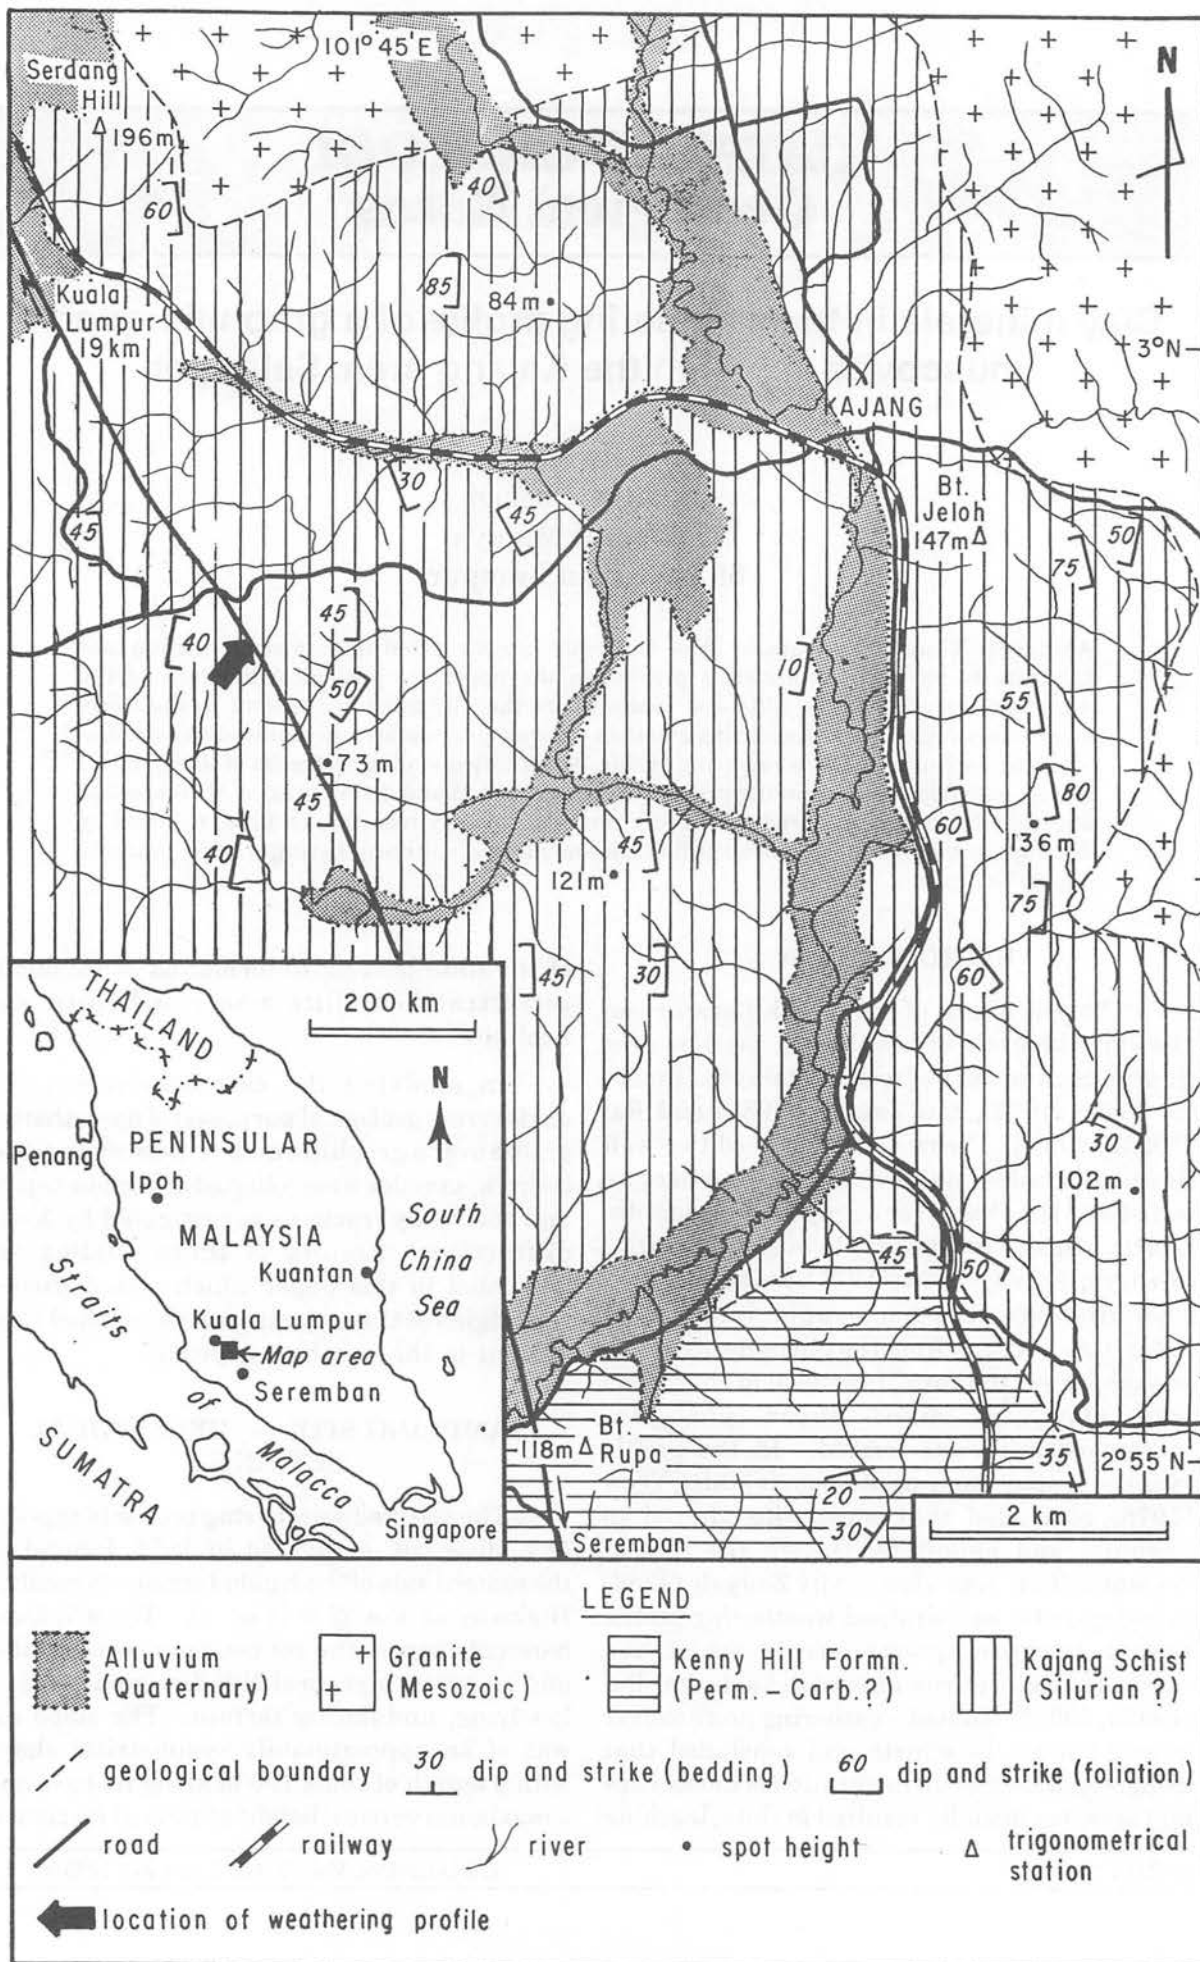 101°45'E
N
Serdang
Hill
196m
60
40
85
84m
Kuala
Lumpur
19km
3°N
KAJANG
30
45
45
Bt.
Jeloh
147m
50
75
40
45
50
70
55
73m
45
80
60
136m
40
45
121m
75
45
30
60
30
102m
45
50
Bt.
Rupa
118m
35
2°55'N
20
30
Seremban
2 km
200 km
N
THAILAND
PENINSULAR
MALAYSIA
Penang
Ipoh
Kuantan
South
China
Sea
Kuala Lumpur
Map area
Seremban
Straits
of
Malacca
SUMATRA
Singapore
LEGEND
Alluvium
(Quaternary)
Granite
(Mesozoic)
Kenny Hill Formn.
(Perm.-Carb.?)
Kajang Schist
(Silurian ?)
geological boundary
30 dip and strike (bedding)
60 dip and strike (foliation)
road
railway
river
spot height
trigonometrical
station
location of weathering profile